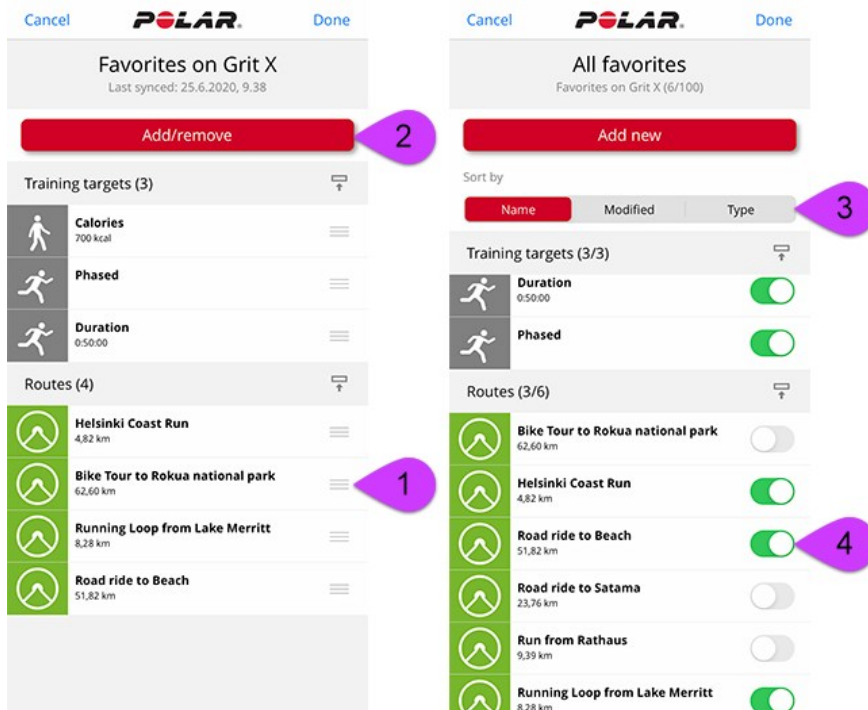 Cancel
POLAR.
Done
Favorites on Grit X
Last synced: 25.6.2020, 9.38
Add/remove
2
Training targets (3)
Calories
700 kcal
Phased
Duration
0:50:00
Routes (4)
Helsinki Coast Run
4,82 km
Bike Tour to Rokua national park
62,60 km
1
Running Loop from Lake Merritt
8,28 km
Road ride to Beach
51,82 km
Cancel
POLAR.
Done
All favorites
Favorites on Grit X (6/100)
Add new
Sort by
Name Modified Type
3
Training targets (3/3)
Duration
0:50:00
Phased
Routes (3/6)
Bike Tour to Rokua national park
62,60 km
Helsinki Coast Run
4,82 km
Road ride to Beach
51,82 km
4
Road ride to Satama
23,76 km
Run from Rathaus
9,39 km
Running Loop from Lake Merritt
8,28 km